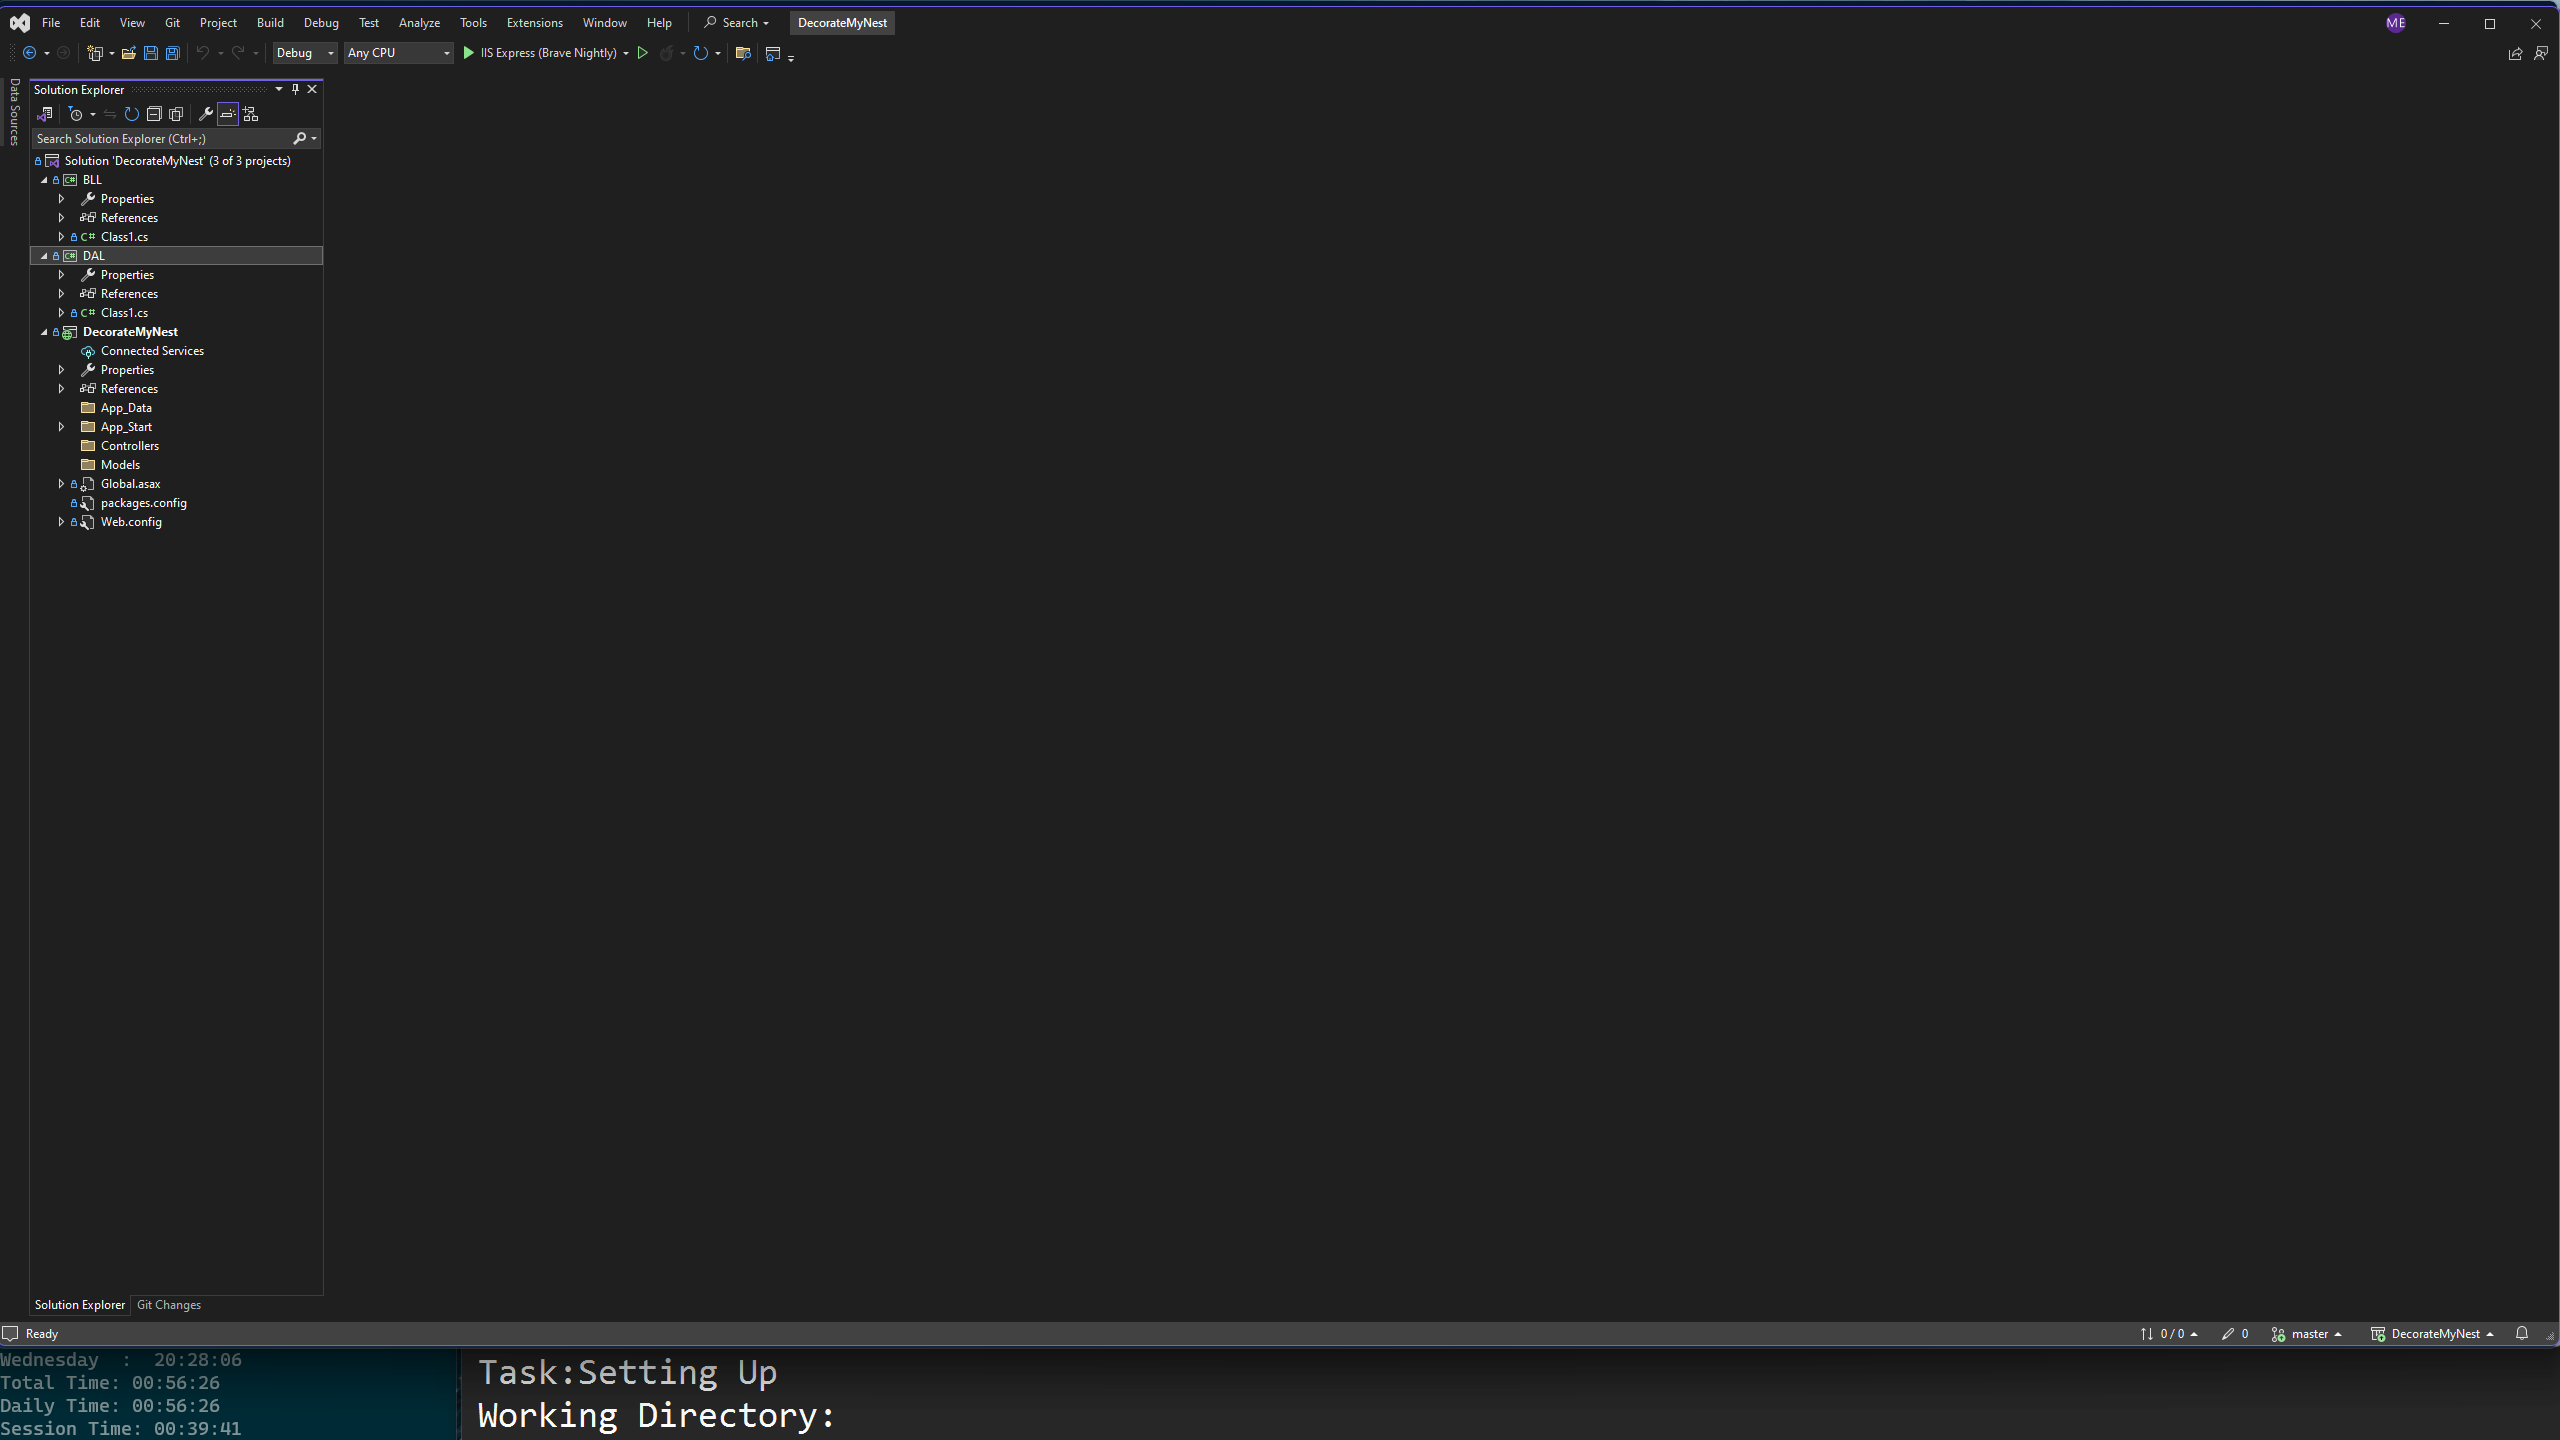 File Edit View Git Project Build Debug Test Analyze Tools Extensions Window Help Search DecorateMyNest ME
Debug Any CPU IIS Express (Brave Nightly)
Data Sources
Solution Explorer
Search Solution Explorer (Ctrl+;)
Solution 'DecorateMyNest' (3 of 3 projects)
BLL
Properties
References
C# Class1.cs
DAL
Properties
References
C# Class1.cs
DecorateMyNest
Connected Services
Properties
References
App_Data
App_Start
Controllers
Models
Global.asax
packages.config
Web.config
Solution Explorer Git Changes
Ready 0 / 0 0 master DecorateMyNest
Wednesday : 20:28:06
Total Time: 00:56:26
Daily Time: 00:56:26
Session Time: 00:39:41
Task:Setting Up
Working Directory: